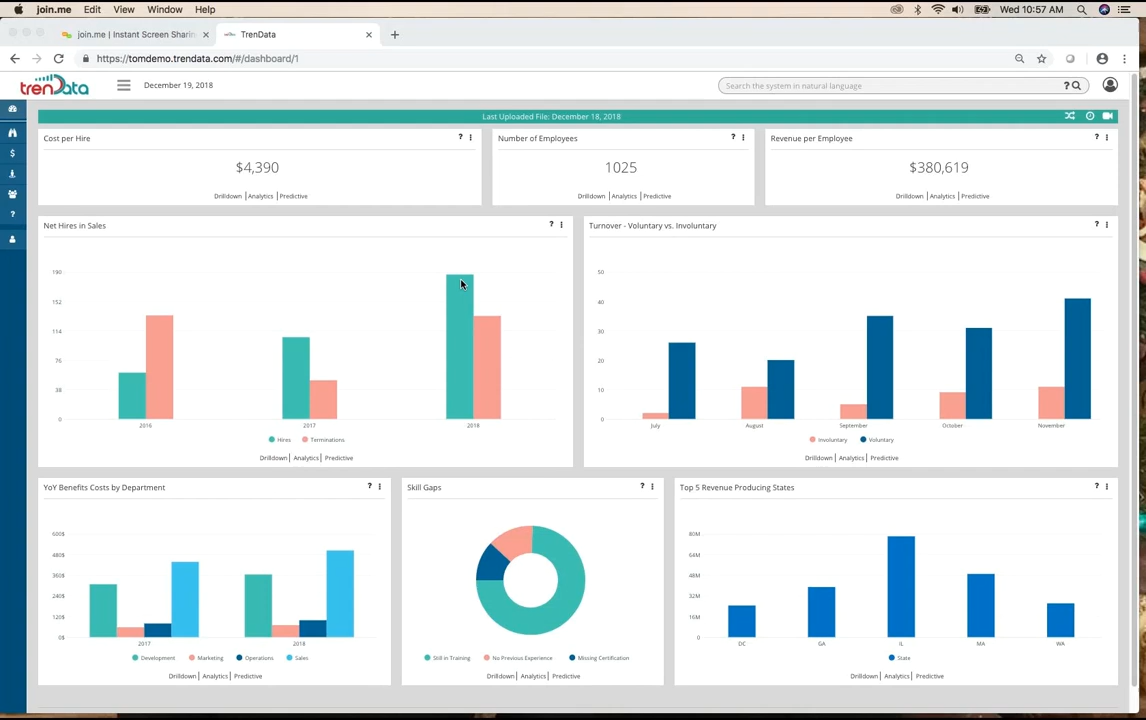 join.me Edit View Window Help Wed 10:57 AM
join.me | Instant Screen Sharin × TrenData × +
https://tomdemo.trendata.com/#/dashboard/1
trenData December 19, 2018 Search the system in natural language ?
Last Uploaded File: December 18, 2018
Cost per Hire ?
$4,390
Drilldown | Analytics | Predictive
Number of Employees ?
1025
Drilldown | Analytics | Predictive
Revenue per Employee ?
$380,619
Drilldown | Analytics | Predictive
Net Hires in Sales ?
190
152
114
76
38
0
2016 2017 2018
Hires Terminations
Drilldown | Analytics | Predictive
Turnover - Voluntary vs. Involuntary ?
50
40
30
20
10
0
July August September October November
Involuntary Voluntary
Drilldown | Analytics | Predictive
YoY Benefits Costs by Department ?
600$
480$
360$
240$
120$
0$
2017 2018
Development Marketing Operations Sales
Drilldown | Analytics | Predictive
Skill Gaps ?
Still in Training No Previous Experience Missing Certification
Drilldown | Analytics | Predictive
Top 5 Revenue Producing States ?
80M
64M
48M
32M
16M
0
DC GA IL MA WA
State
Drilldown | Analytics | Predictive
$
?